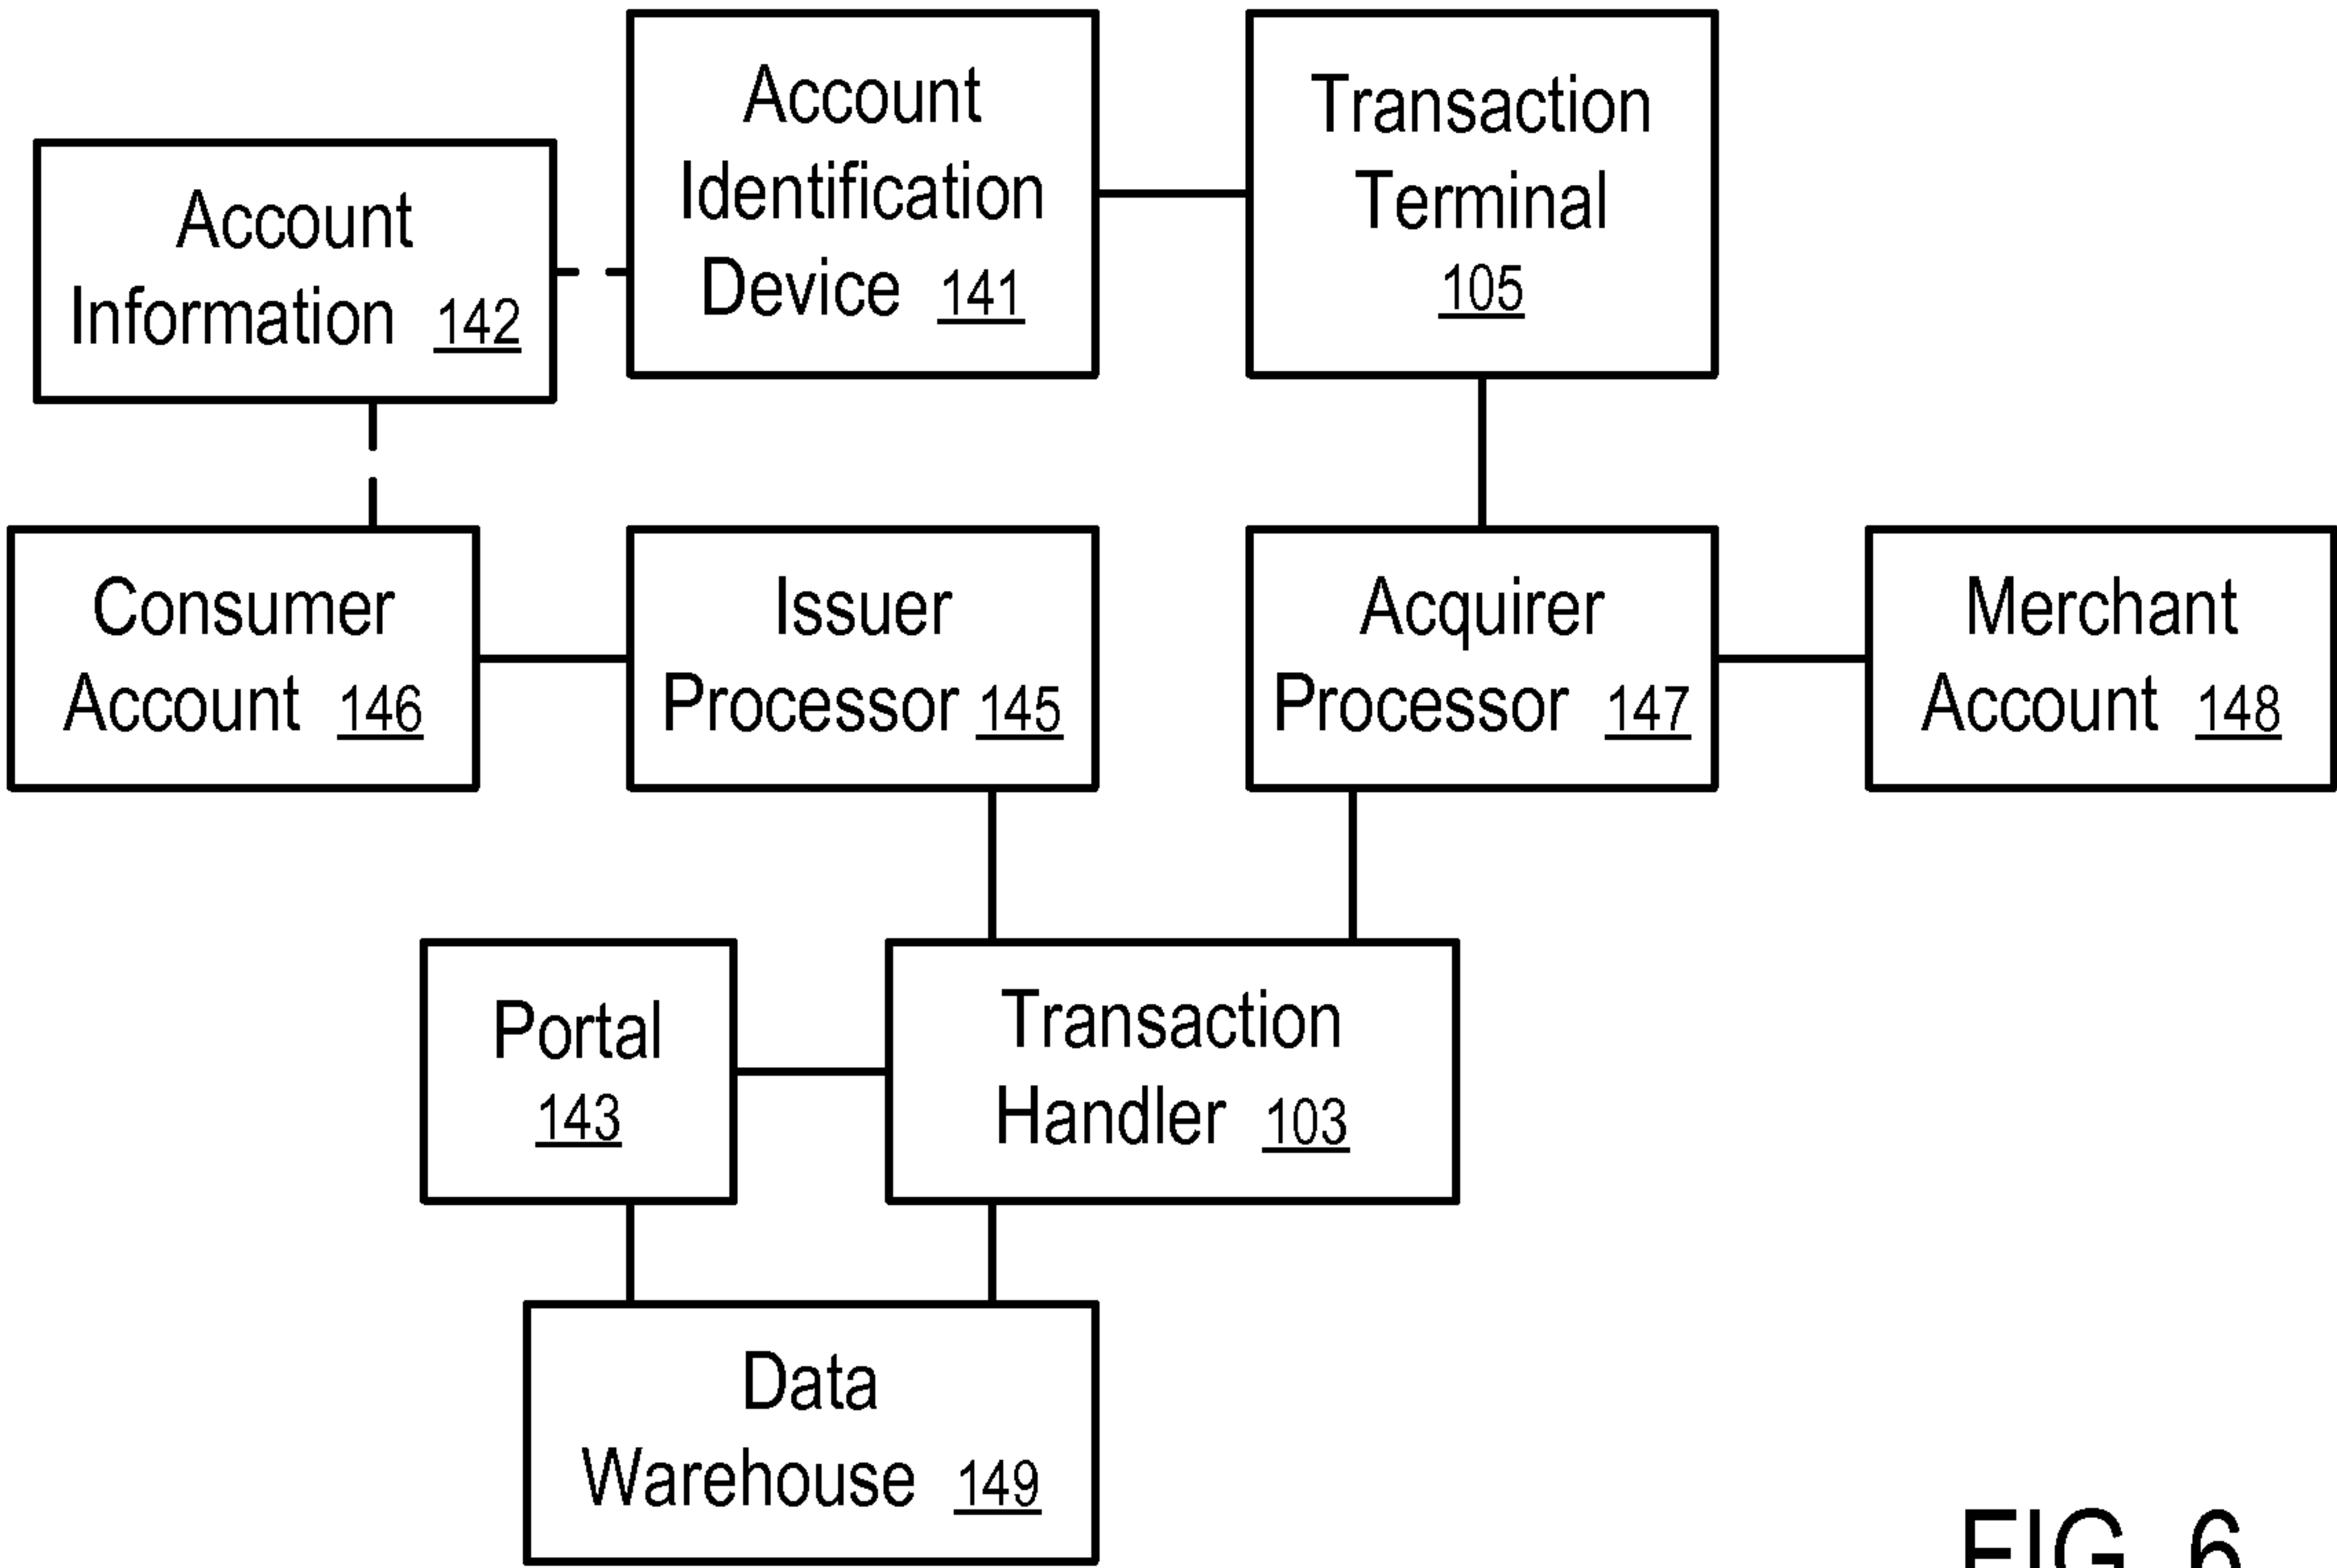 Account
Identification
Device 141
Transaction
Terminal
105
Account
Information 142
Consumer
Account 146
Issuer
Processor 145
Acquirer
Processor 147
Merchant
Account 148
Portal
143
Transaction
Handler 103
Data
Warehouse 149
FIG. 6